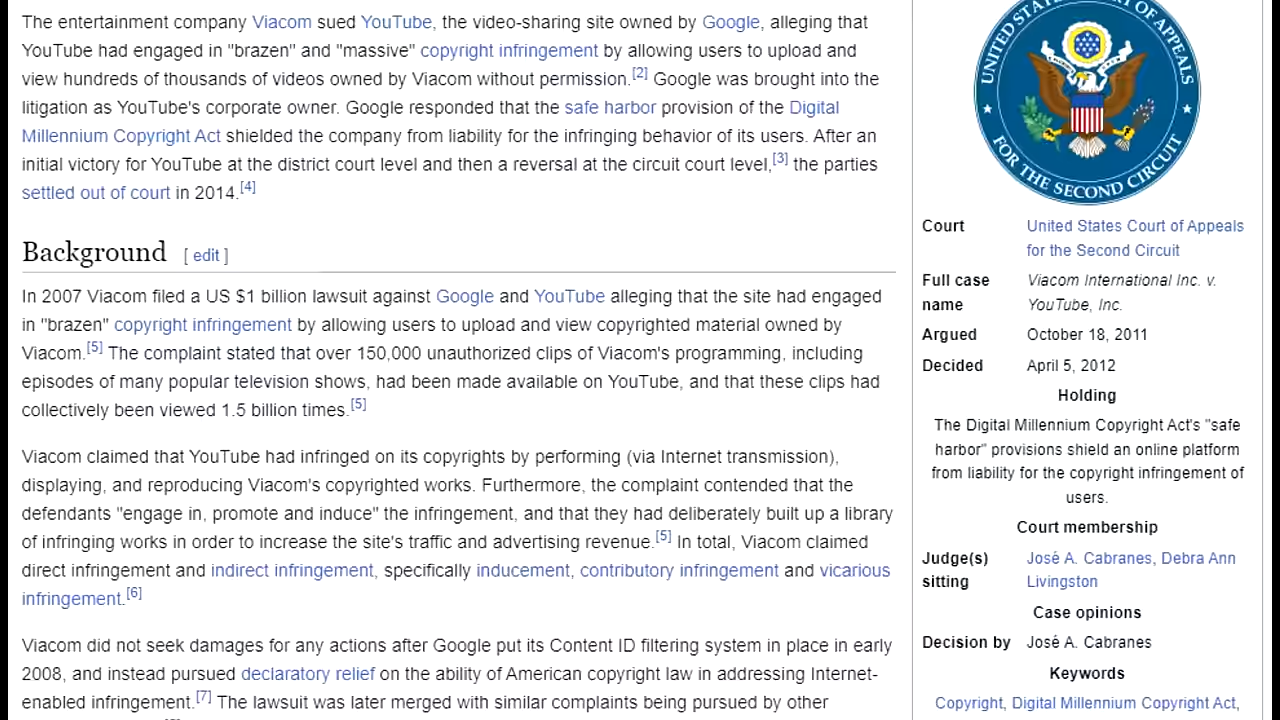 The entertainment company Viacom sued YouTube, the video-sharing site owned by Google, alleging that
YouTube had engaged in "brazen" and "massive" copyright infringement by allowing users to upload and
view hundreds of thousands of videos owned by Viacom without permission.[2] Google was brought into the
litigation as YouTube's corporate owner. Google responded that the safe harbor provision of the Digital
Millennium Copyright Act shielded the company from liability for the infringing behavior of its users. After an
initial victory for YouTube at the district court level and then a reversal at the circuit court level,[3] the parties
settled out of court in 2014.[4]
Background [ edit ]
In 2007 Viacom filed a US $1 billion lawsuit against Google and YouTube alleging that the site had engaged
in "brazen" copyright infringement by allowing users to upload and view copyrighted material owned by
Viacom.[5] The complaint stated that over 150,000 unauthorized clips of Viacom's programming, including
episodes of many popular television shows, had been made available on YouTube, and that these clips had
collectively been viewed 1.5 billion times.[5]
Viacom claimed that YouTube had infringed on its copyrights by performing (via Internet transmission),
displaying, and reproducing Viacom's copyrighted works. Furthermore, the complaint contended that the
defendants "engage in, promote and induce" the infringement, and that they had deliberately built up a library
of infringing works in order to increase the site's traffic and advertising revenue.[5] In total, Viacom claimed
direct infringement and indirect infringement, specifically inducement, contributory infringement and vicarious
infringement.[6]
Viacom did not seek damages for any actions after Google put its Content ID filtering system in place in early
2008, and instead pursued declaratory relief on the ability of American copyright law in addressing Internet-
enabled infringement.[7] The lawsuit was later merged with similar complaints being pursued by other
UNITED STATES COURT OF APPEALS
FOR THE SECOND CIRCUIT
Court United States Court of Appeals
for the Second Circuit
Full case Viacom International Inc. v.
name YouTube, Inc.
Argued October 18, 2011
Decided April 5, 2012
Holding
The Digital Millennium Copyright Act's "safe
harbor" provisions shield an online platform
from liability for the copyright infringement of
users.
Court membership
Judge(s) José A. Cabranes, Debra Ann
sitting Livingston
Case opinions
Decision by José A. Cabranes
Keywords
Copyright, Digital Millennium Copyright Act,